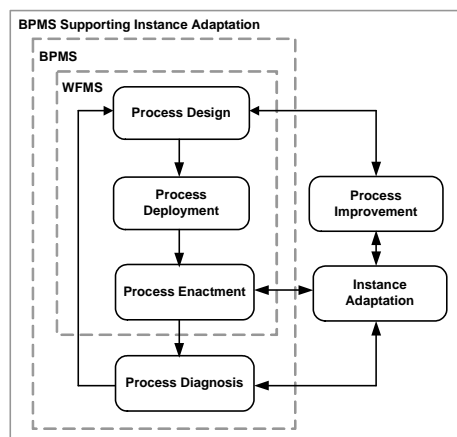 BPMS Supporting Instance Adaptation
BPMS
WFMS
Process Design
Process
Deployment
Process
Improvement
Process Enactment
Instance
Adaptation
Process Diagnosis